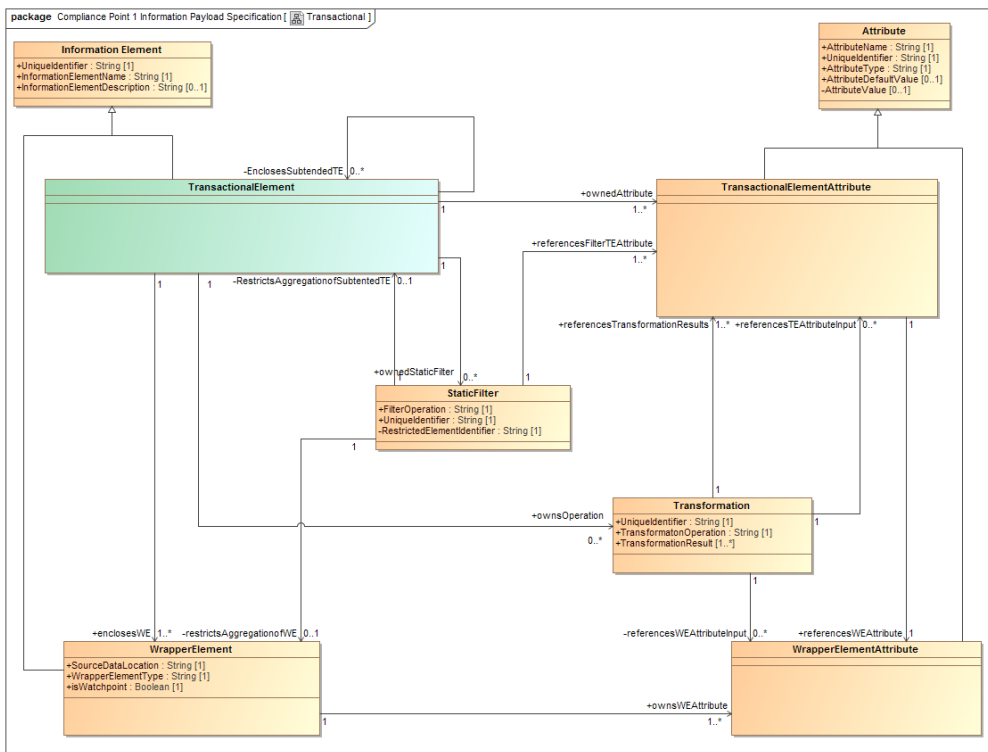 package Compliance Point 1 Information Payload Specification [ Transactional ]
Information Element
+UniqueIdentifier : String [1]
+InformationElementName : String [1]
+InformationElementDescription : String [0..1]
Attribute
+AttributeName : String [1]
+UniqueIdentifier : String [1]
+AttributeType : String [1]
+AttributeDefaultValue [0..1]
-AttributeValue [0..1]
-EnclosesSubtendedTE 0..*
TransactionalElement
1
+ownedAttribute
1..*
TransactionalElementAttribute
+referencesFilterTEAttribute
1..*
1
1
1
-RestrictsAggregationofSubtentedTE 0..1
+referencesTransformationResults 1..*
+referencesTEAttributeInput 0..*
1
+ownedStaticFilter 0..*
1
1
StaticFilter
+FilterOperation : String [1]
+UniqueIdentifier : String [1]
-RestrictedElementIdentifier : String [1]
1
1
Transformation
+UniqueIdentifier : String [1]
+TransformatonOperation : String [1]
+TransformationResult [1..*]
1
+ownsOperation
0..*
1
+enclosesWE 1..*
-restrictsAggregationofWE 0..1
-referencesWEAttributeInput 0..*
+referencesWEAttribute 1
WrapperElement
+SourceDataLocation : String [1]
+WrapperElementType : String [1]
+isWatchpoint : Boolean [1]
WrapperElementAttribute
1
+ownsWEAttribute
1..*